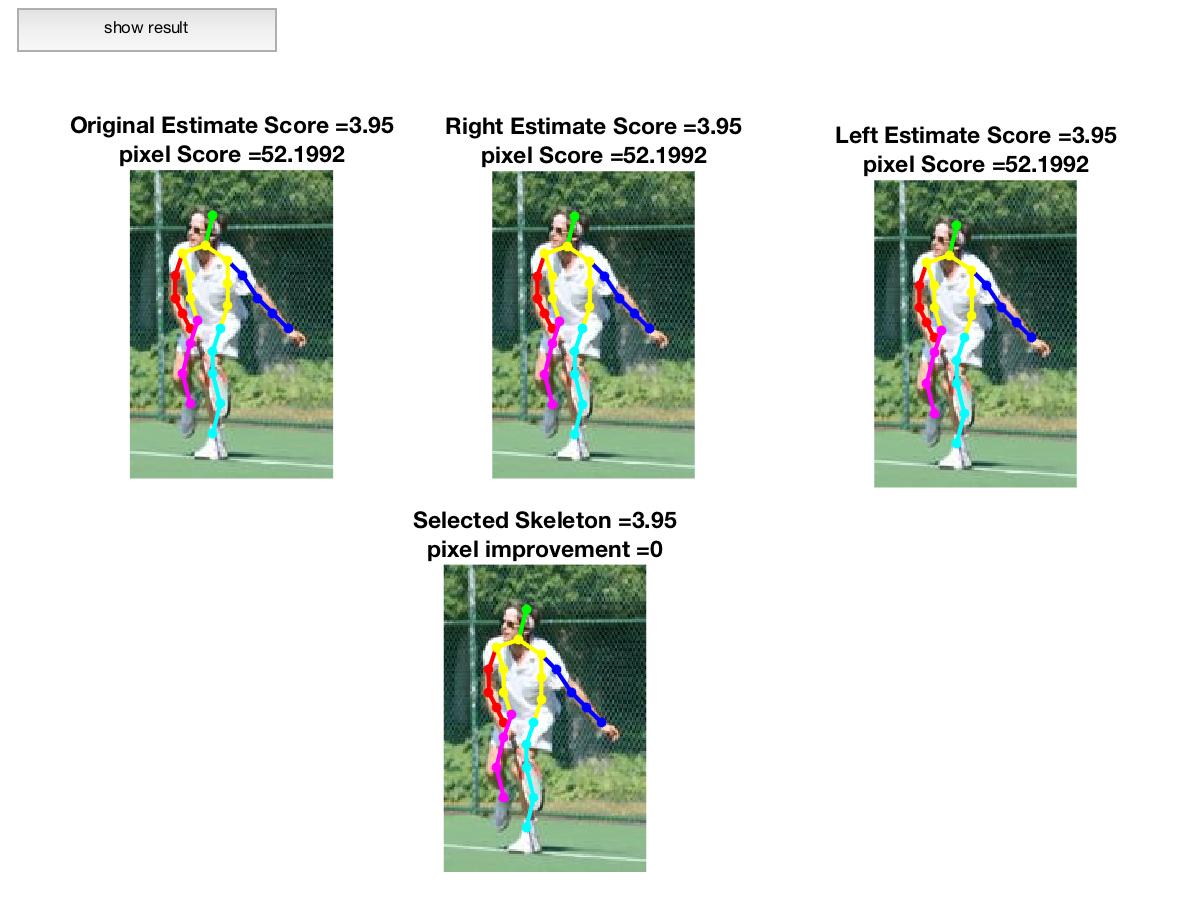 show result
Original Estimate Score =3.95
pixel Score =52.1992
Right Estimate Score =3.95
pixel Score =52.1992
Left Estimate Score =3.95
pixel Score =52.1992
Selected Skeleton =3.95
pixel improvement =0